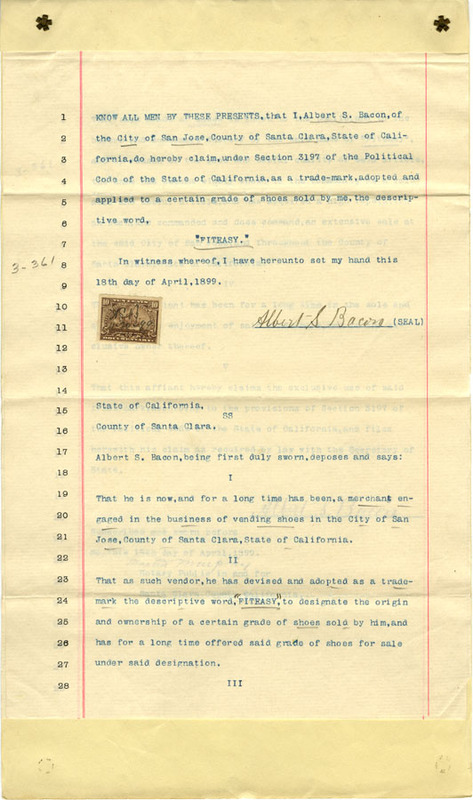 1 KNOW ALL MEN BY THESE PRESENTS,that I,Albert S. Bacon,of
2 the City of San Jose,County of Santa Clara,State of Cali-
3 fornia,do hereby claim,under Section 3197 of the Political
4 Code of the State of California,as a trade-mark,adopted and
5 applied to a certain grade of shoes sold by me,the descrip-
6 tive word,
7 "FITEASY."
3-361
8 In witness whereof,I have hereunto set my hand this
9 18th day of April,1899.
10
11 Albert S Bacon (SEAL)
12
13
14
15 State of California.
SS
16 County of Santa Clara.
17 Albert S. Bacon,being first duly sworn,deposes and says:
18 I
19 That he is now,and for a long time has been,a merchant en-
20 gaged in the business of vending shoes in the City of San
21 Jose,County of Santa Clara,State of California.
22 II
23 That as such vendor,he has devised and adopted as a trade-
24 mark the descriptive word,"FITEASY",to designate the origin
25 and ownership of a certain grade of shoes sold by him,and
26 has for a long time offered said grade of shoes for sale
27 under said designation.
28 III